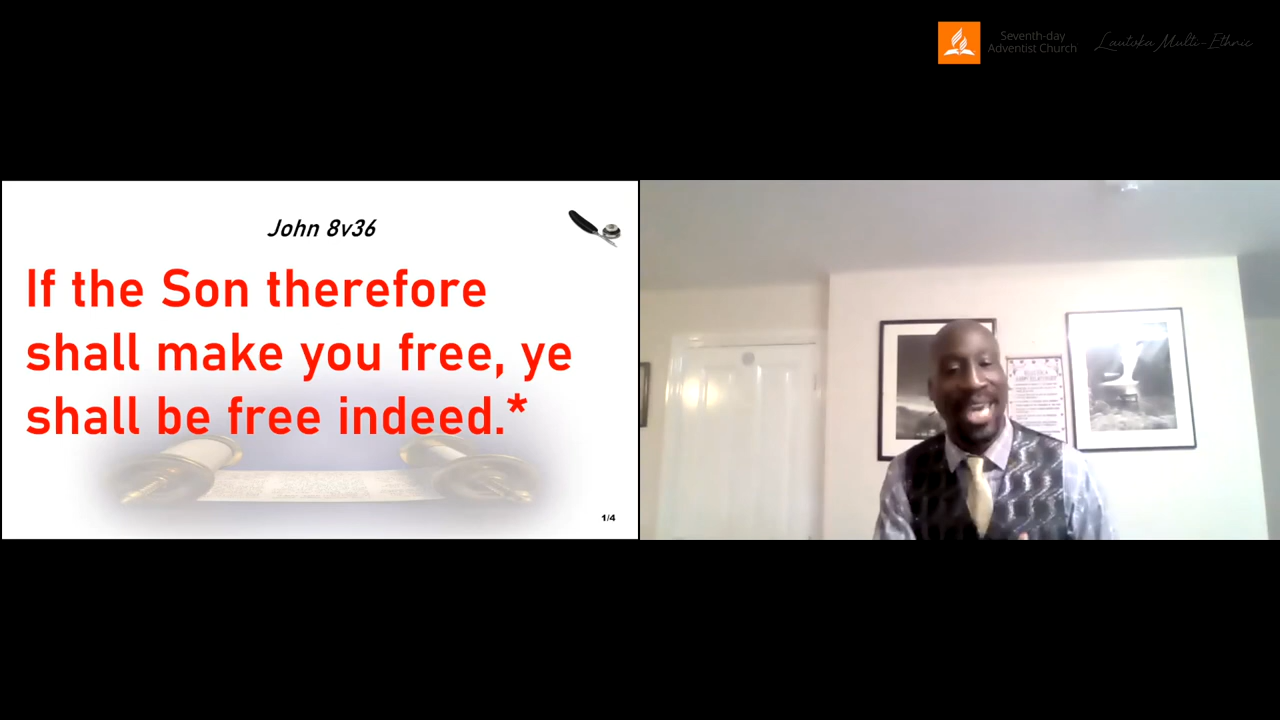 Seventh-day
Adventist Church
Lautoka Multi-Ethnic
John 8v36
If the Son therefore
shall make you free, ye
shall be free indeed.*
1/4